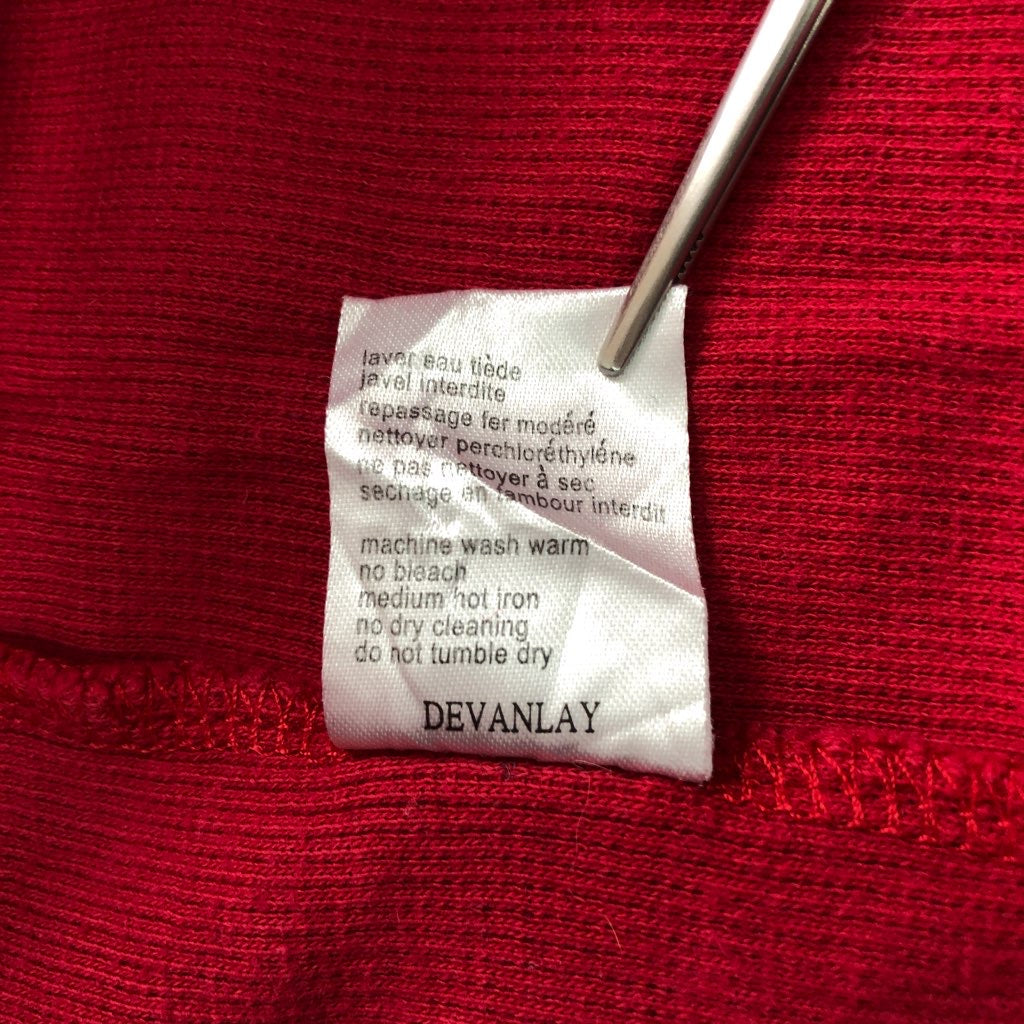 laver eau tiède
javel interdite
repassage fer modéré
nettoyer perchloréthyléne
ne pas nettoyer à sec
sechage en tambour interdit
machine wash warm
no bleach
medium hot iron
no dry cleaning
do not tumble dry
DEVANLAY